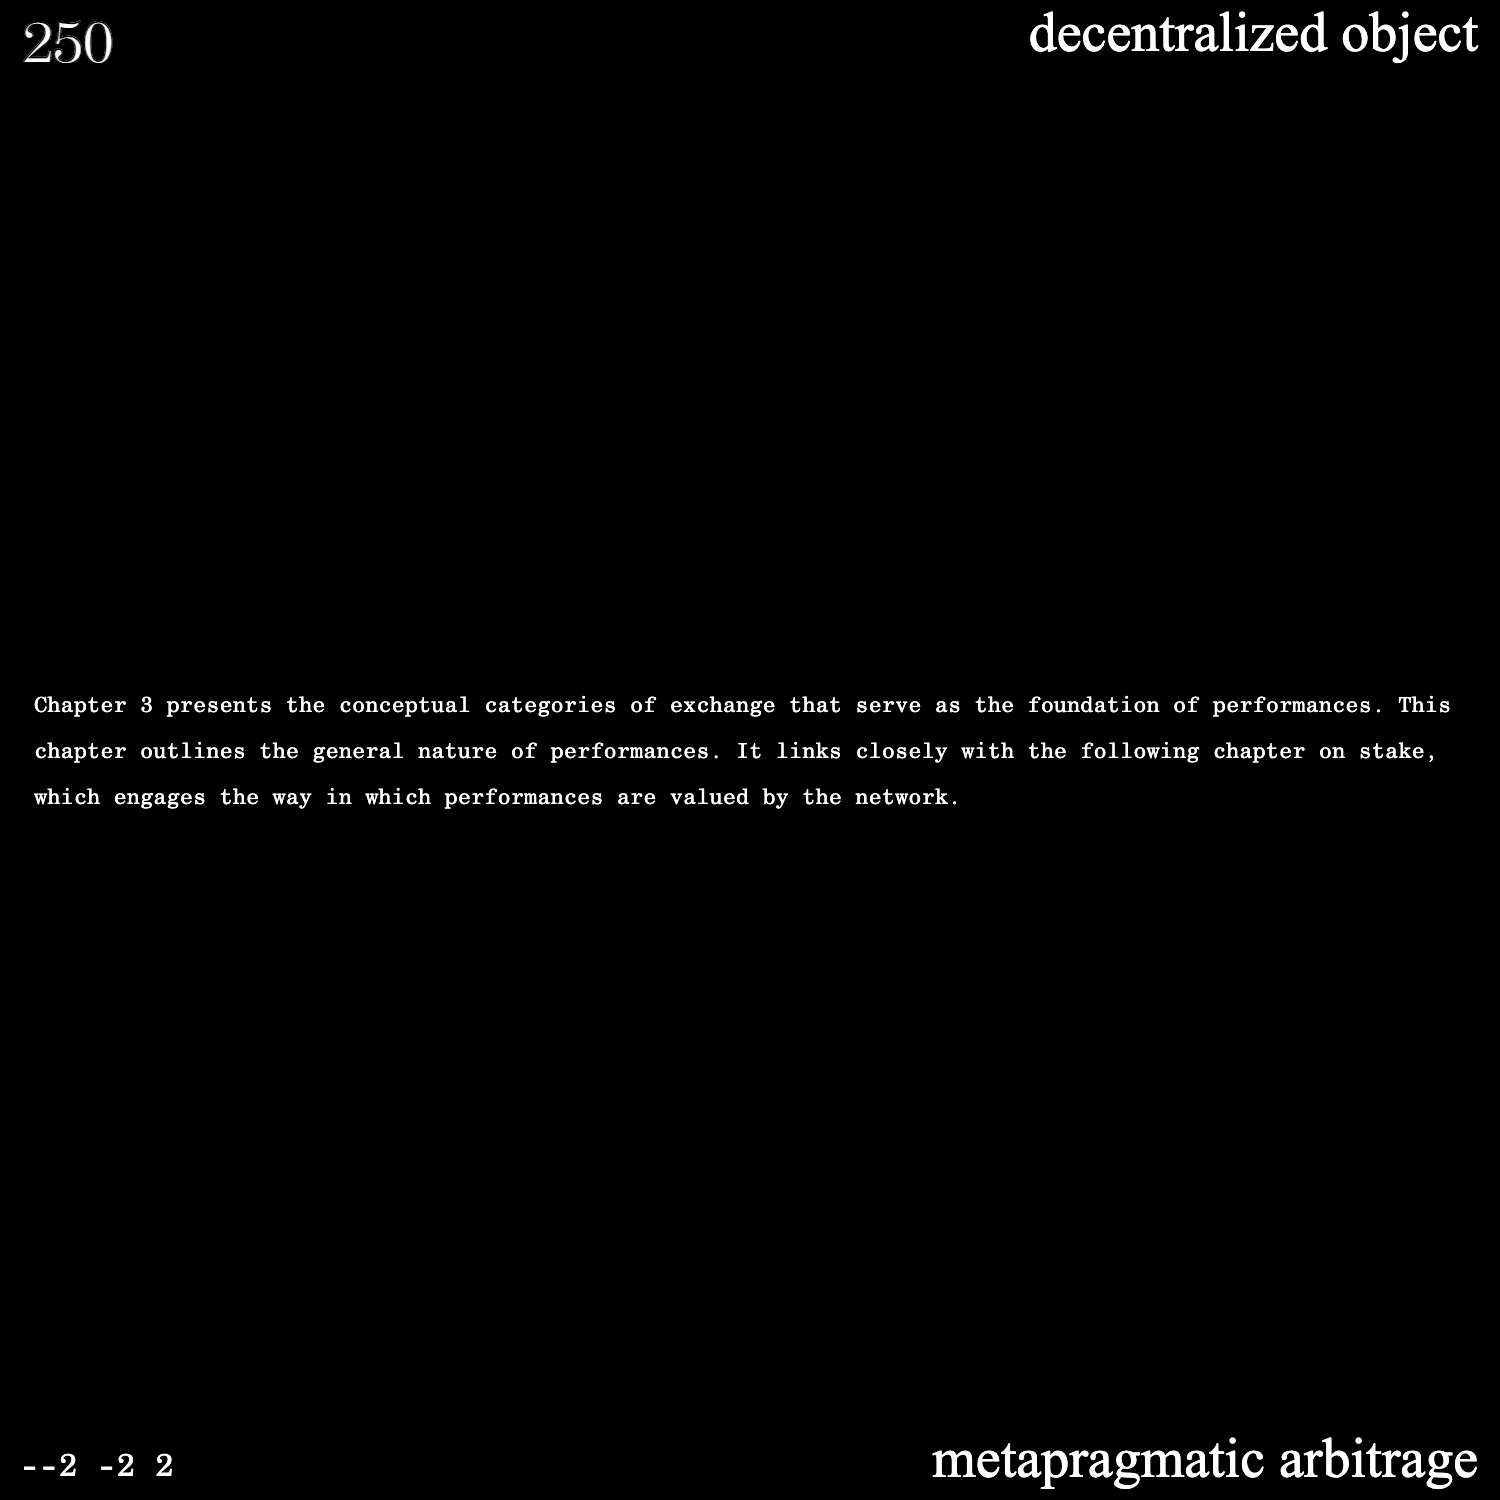 250
decentralized object
Chapter 3 presents the conceptual categories of exchange that serve as the foundation of performances. This
chapter outlines the general nature of performances. It links closely with the following chapter on stake,
which engages the way in which performances are valued by the network.
--2 -2 2
metapragmatic arbitrage